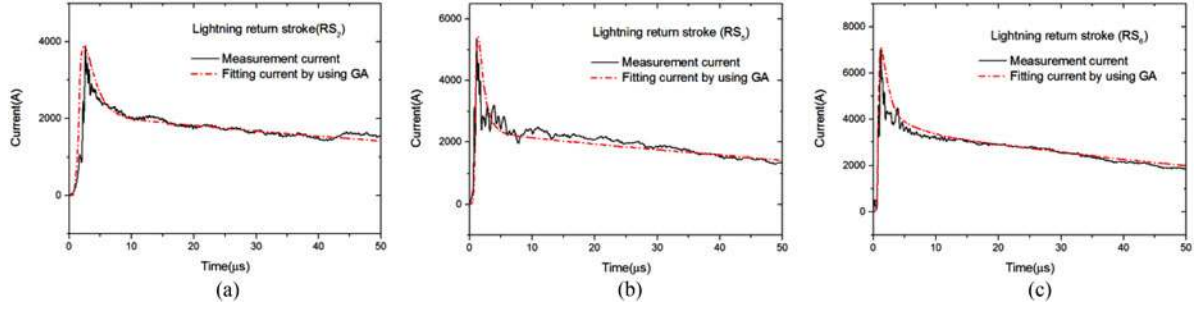 Lightning return stroke(RS2)
Measurement current
Fitting current by using GA
Current(A)
4000
2000
0
0 10 20 30 40 50
Time(μs)
(a)
Lightning return stroke (RS5)
Measurement current
Fitting current by using GA
Current(A)
6000
4000
2000
0
0 10 20 30 40 50
Time(μs)
(b)
Lightning return stroke (RS6)
Measurement current
Fitting current by using GA
Current(A)
8000
6000
4000
2000
0
0 10 20 30 40 50
Time(μs)
(c)